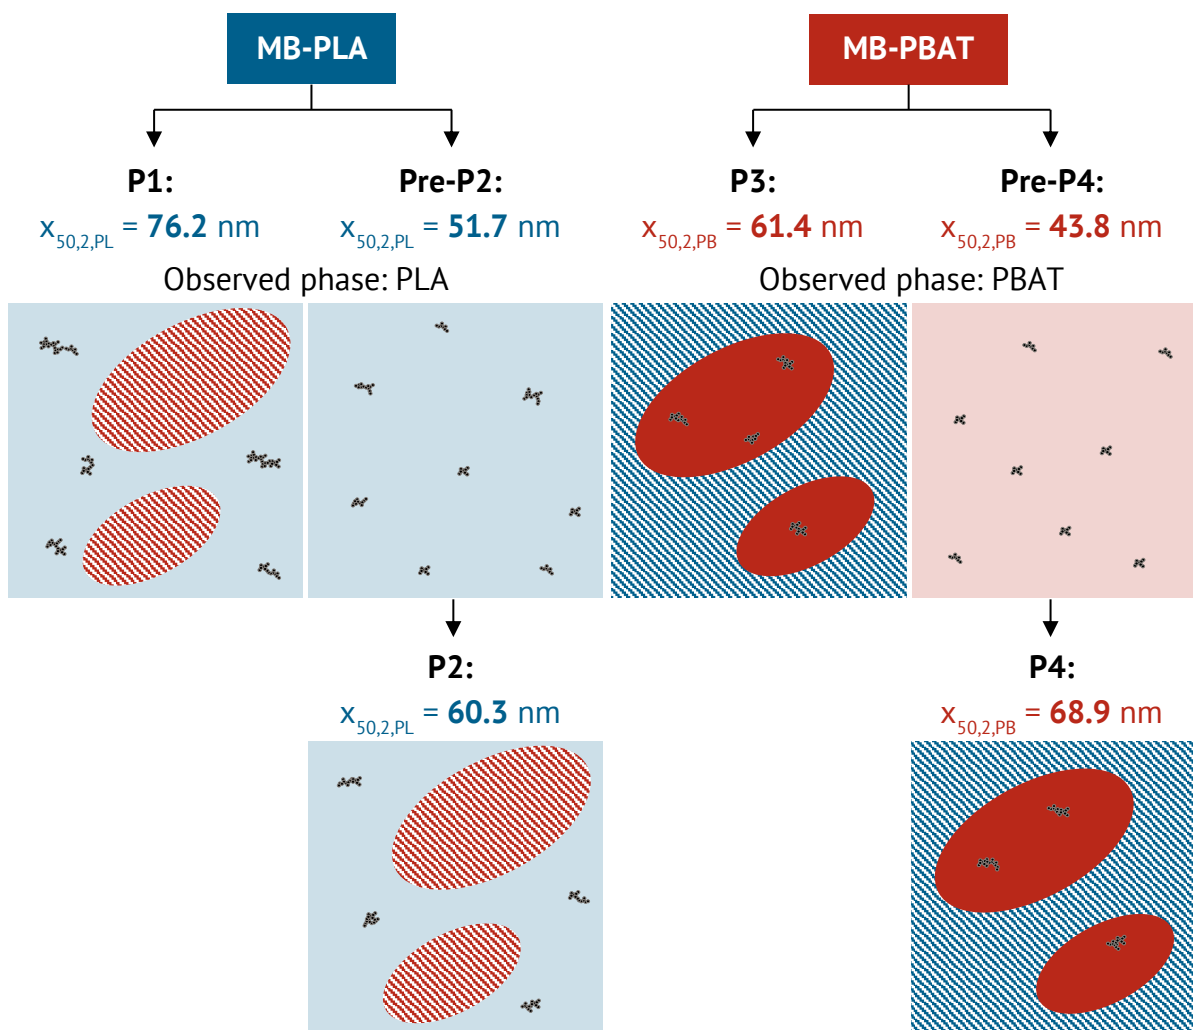 MB-PLA
MB-PBAT
P1:
Pre-P2:
P3:
Pre-P4:
x50,2,PL = 76.2 nm
x50,2,PL = 51.7 nm
x50,2,PB = 61.4 nm
x50,2,PB = 43.8 nm
Observed phase: PLA
Observed phase: PBAT
P2:
P4:
x50,2,PL = 60.3 nm
x50,2,PB = 68.9 nm